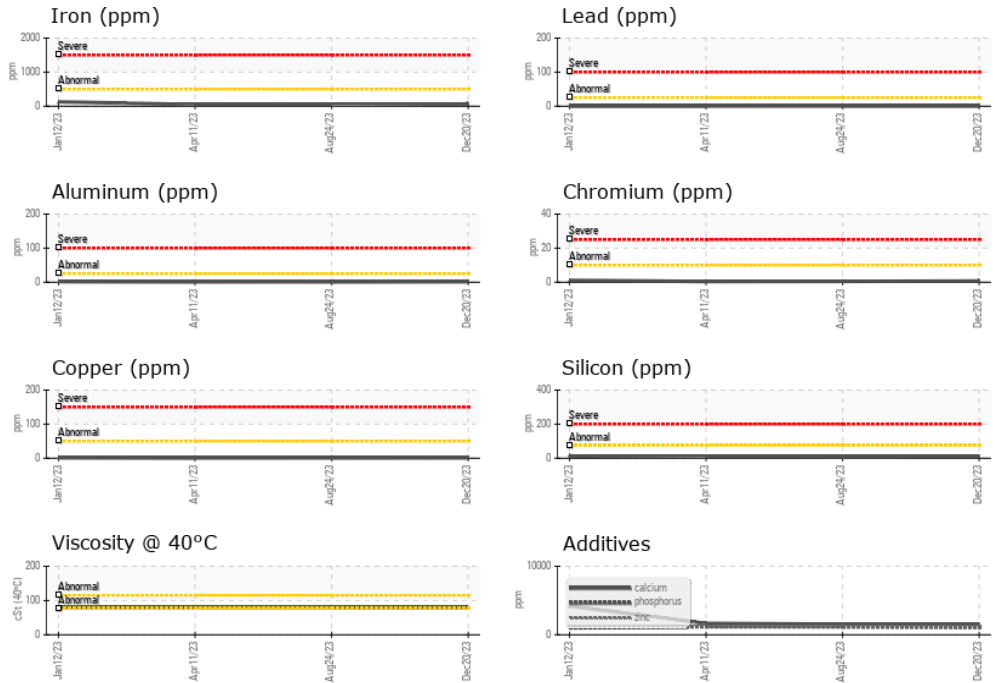 Iron (ppm)
2000
1000
0
ppm
Severe
Abnormal
Jan12/23
Apr11/23
Aug24/23
Dec20/23
Lead (ppm)
200
100
0
ppm
Severe
Abnormal
Jan12/23
Apr11/23
Aug24/23
Dec20/23
Aluminum (ppm)
200
100
0
ppm
Severe
Abnormal
Jan12/23
Apr11/23
Aug24/23
Dec20/23
Chromium (ppm)
40
20
0
ppm
Severe
Abnormal
Jan12/23
Apr11/23
Aug24/23
Dec20/23
Copper (ppm)
200
100
0
ppm
Severe
Abnormal
Jan12/23
Apr11/23
Aug24/23
Dec20/23
Silicon (ppm)
400
200
0
ppm
Severe
Abnormal
Jan12/23
Apr11/23
Aug24/23
Dec20/23
Viscosity @ 40°C
200
100
0
cSt (40°C)
Abnormal
Abnormal
Jan12/23
Apr11/23
Aug24/23
Dec20/23
Additives
10000
0
ppm
calcium
phosphorus
zinc
Jan12/23
Apr11/23
Aug24/23
Dec20/23